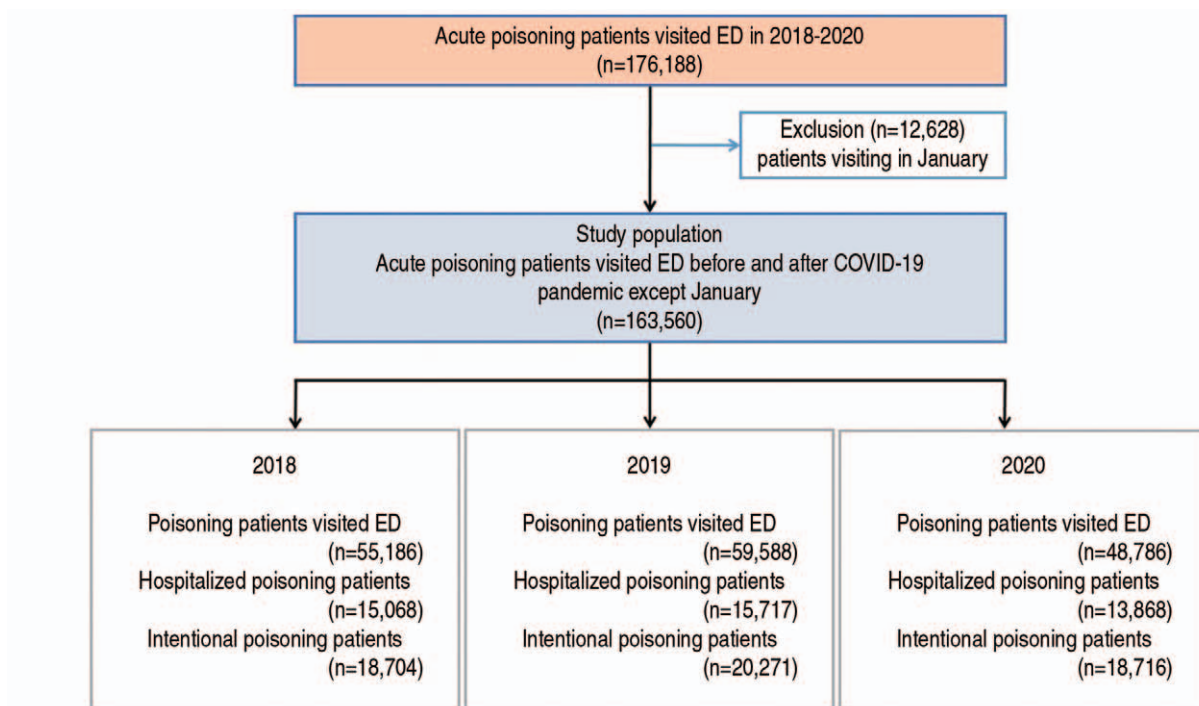 Acute poisoning patients visited ED in 2018-2020
(n=176,188)
Exclusion (n=12,628)
patients visiting in January
Study population
Acute poisoning patients visited ED before and after COVID-19
pandemic except January
(n=163,560)
2018
Poisoning patients visited ED
(n=55,186)
Hospitalized poisoning patients
(n=15,068)
Intentional poisoning patients
(n=18,704)
2019
Poisoning patients visited ED
(n=59,588)
Hospitalized poisoning patients
(n=15,717)
Intentional poisoning patients
(n=20,271)
2020
Poisoning patients visited ED
(n=48,786)
Hospitalized poisoning patients
(n=13,868)
Intentional poisoning patients
(n=18,716)